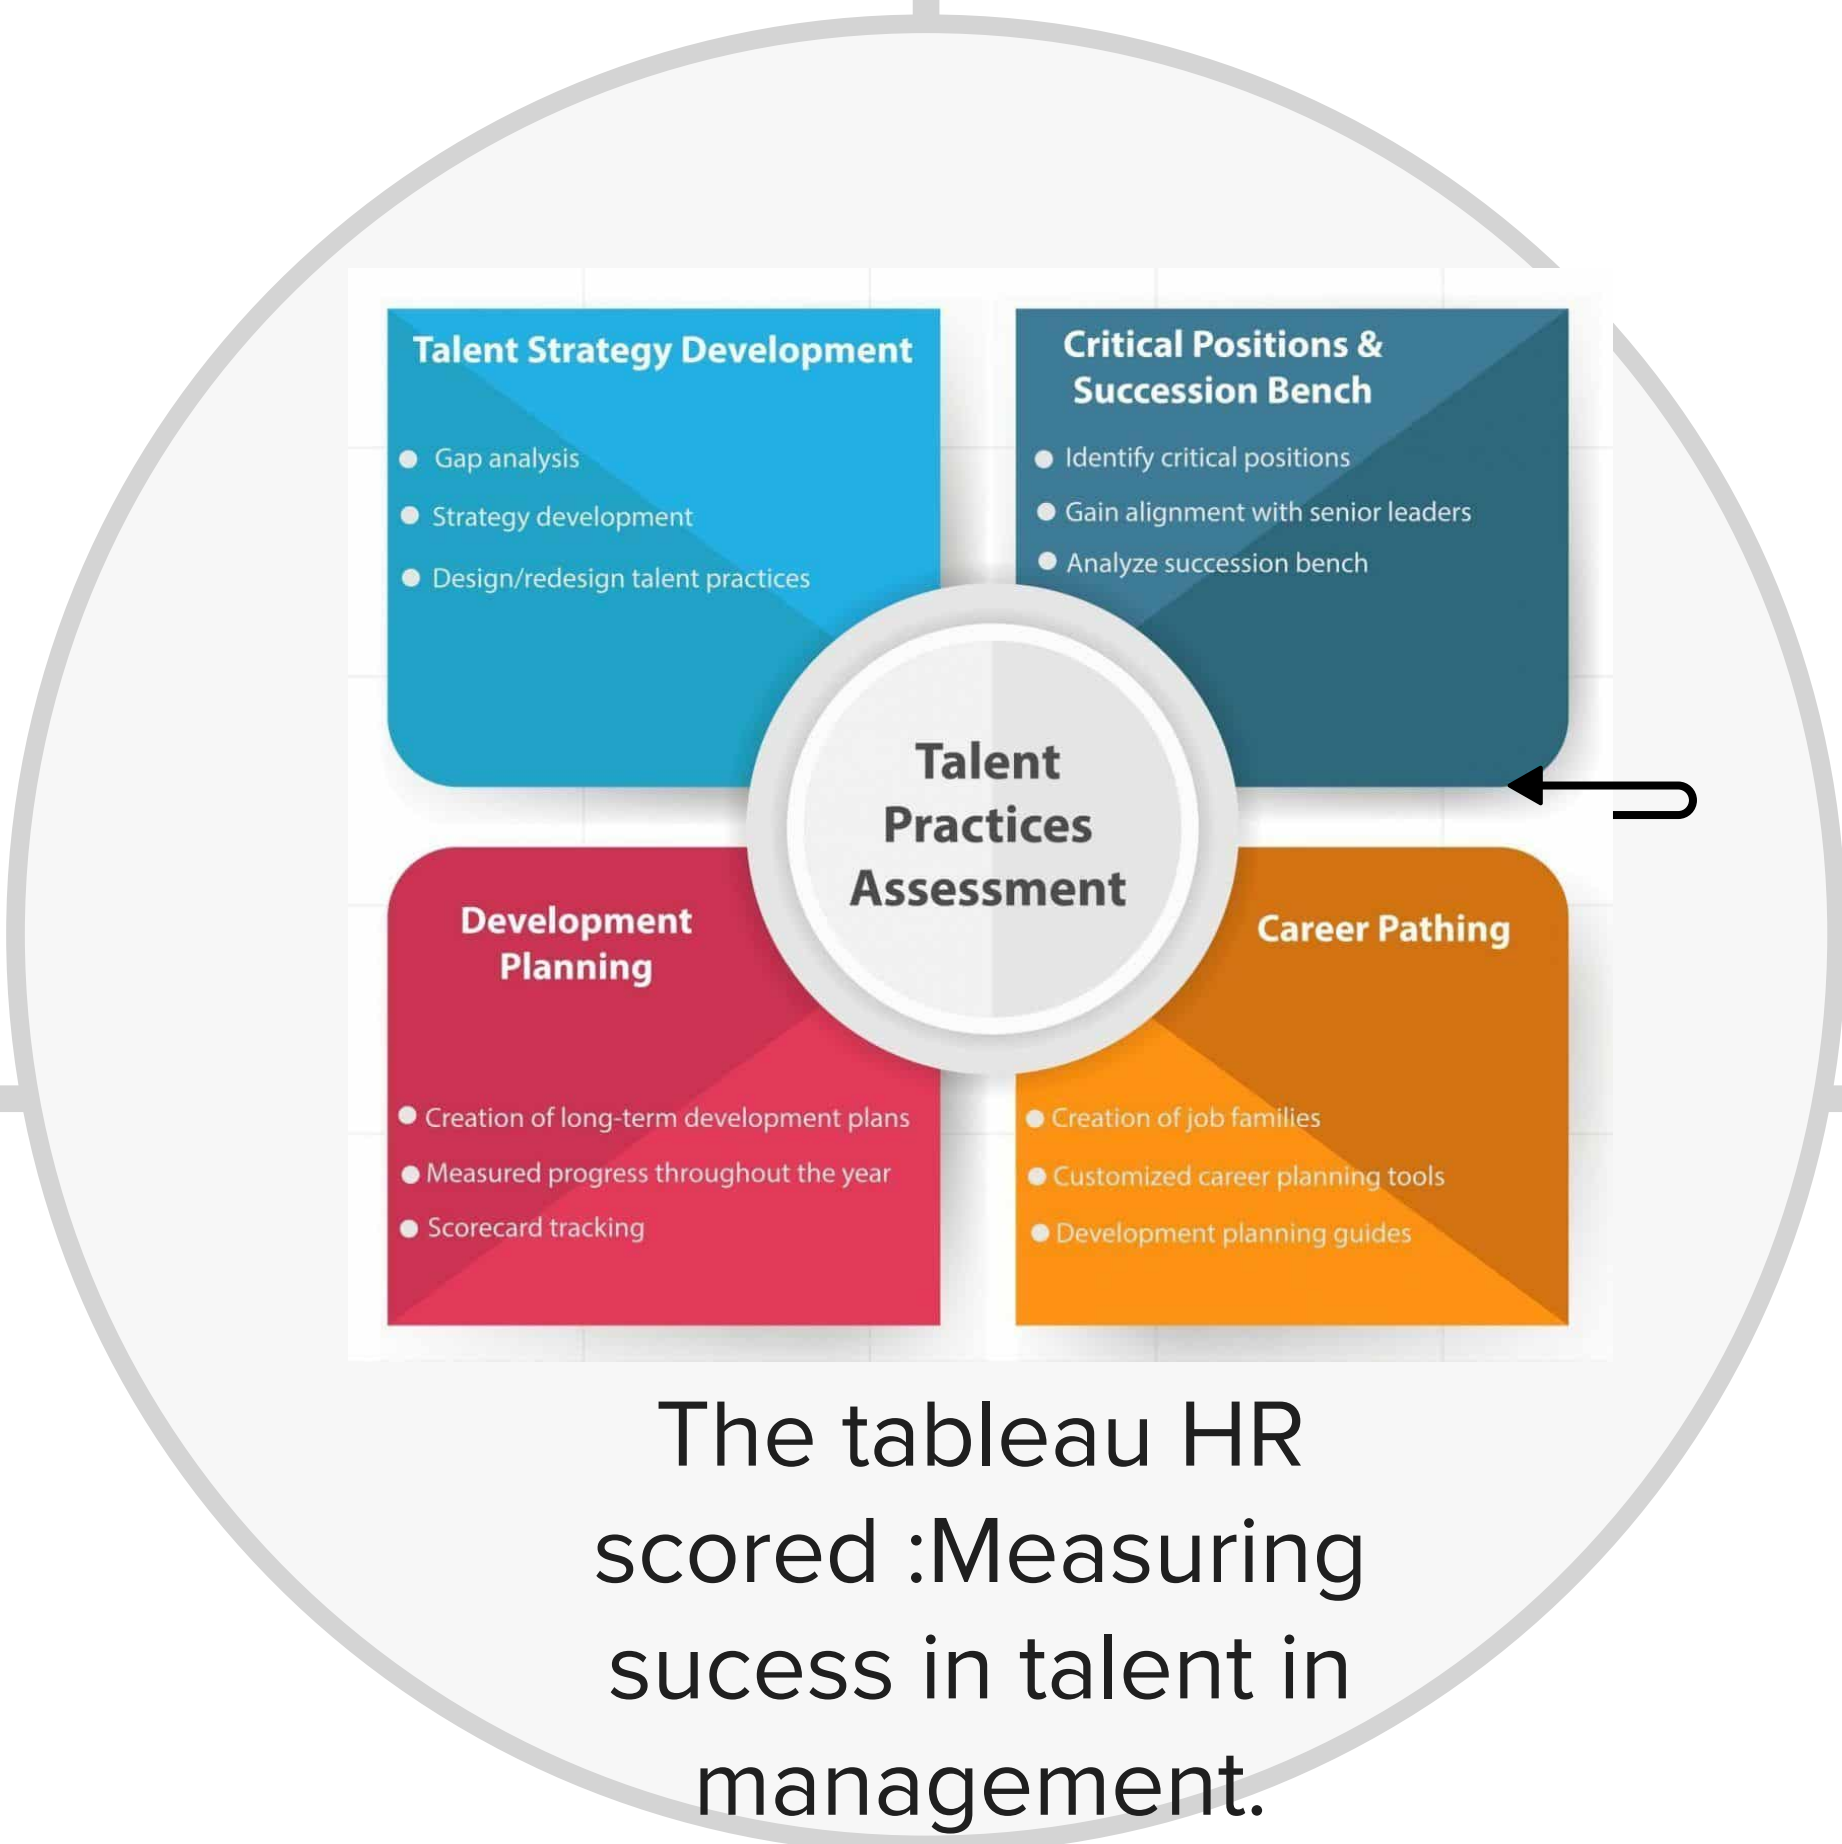 Talent Strategy Development
Gap analysis
Strategy development
Design/redesign talent practices
Critical Positions &
Succession Bench
Identify critical positions
Gain alignment with senior leaders
Analyze succession bench
Talent
Practices
Assessment
Development
Planning
Creation of long-term development plans
Measured progress throughout the year
Scorecard tracking
Career Pathing
Creation of job families
Customized career planning tools
Development planning guides
The tableau HR
scored :Measuring
sucess in talent in
management.